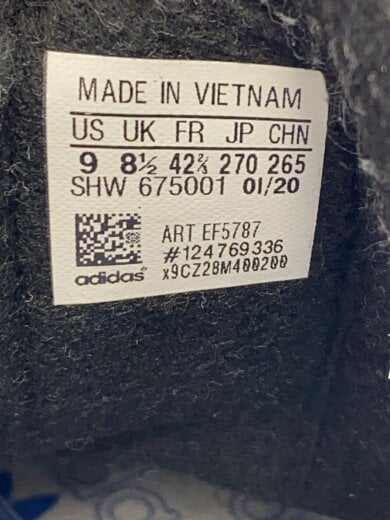 MADE IN VIETNAM
US UK FR JP CHN
9 8½ 42⅔ 270 265
SHW 675001 01/20
ART EF5787
#124769336
x9CZ28M400200
adidas